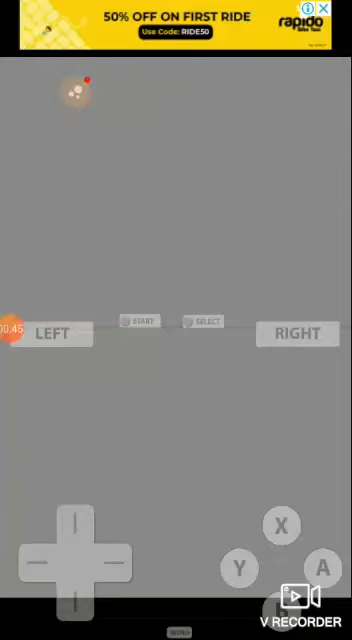 50% OFF ON FIRST RIDE
Use Code: RIDE50
rapido
Bike Taxi
00:45
LEFT
START
SELECT
RIGHT
X
Y
A
B
V RECORDER
MENU